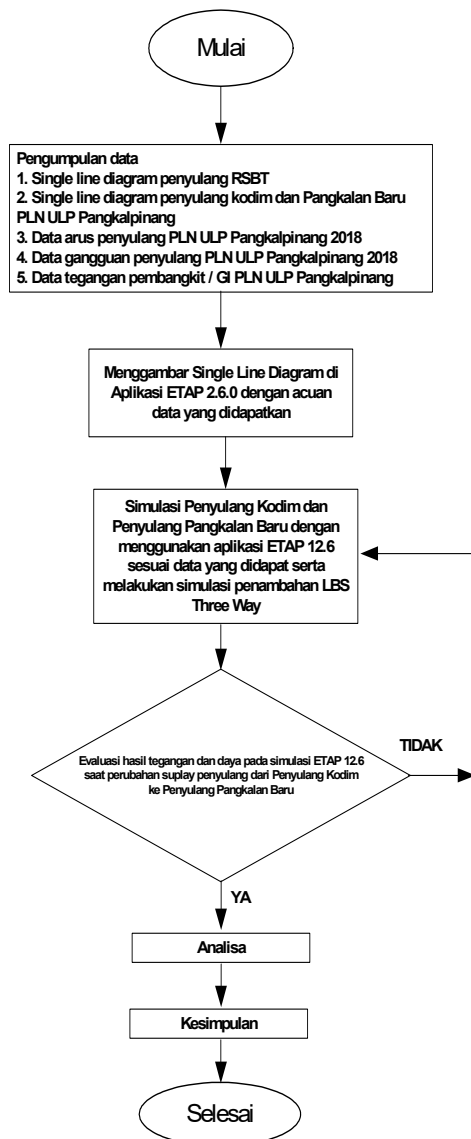 Mulai
Pengumpulan data
1. Single line diagram penyulang RSBT
2. Single line diagram penyulang kodim dan Pangkalan Baru
PLN ULP Pangkalpinang
3. Data arus penyulang PLN ULP Pangkalpinang 2018
4. Data gangguan penyulang PLN ULP Pangkalpinang 2018
5. Data tegangan pembangkit / GI PLN ULP Pangkalpinang
Menggambar Single Line Diagram di
Aplikasi ETAP 2.6.0 dengan acuan
data yang didapatkan
Simulasi Penyulang Kodim dan
Penyulang Pangkalan Baru dengan
menggunakan aplikasi ETAP 12.6
sesuai data yang didapat serta
melakukan simulasi penambahan LBS
Three Way
Evaluasi hasil tegangan dan daya pada simulasi ETAP 12.6
saat perubahan suplay penyulang dari Penyulang Kodim
ke Penyulang Pangkalan Baru
TIDAK
YA
Analisa
Kesimpulan
Selesai